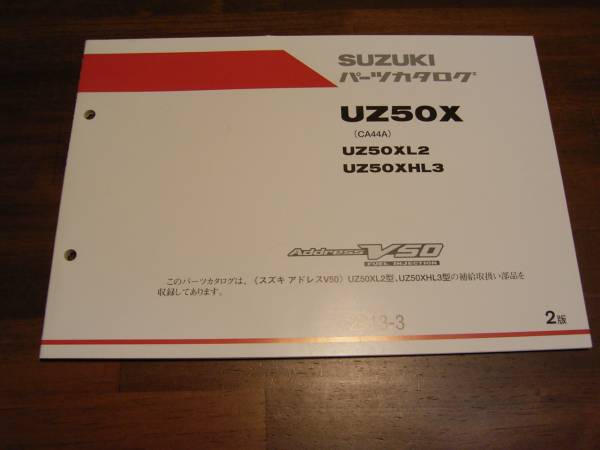 SUZUKI
パーツカタログ
UZ50X
（CA44A）
UZ50XL2
UZ50XHL3
Address V50
FUEL INJECTION
このパーツカタログは、〈スズキ アドレスV50〉 UZ50XL2型、UZ50XHL3型の補給取扱い部品を
収録してあります。
2013-3
2版